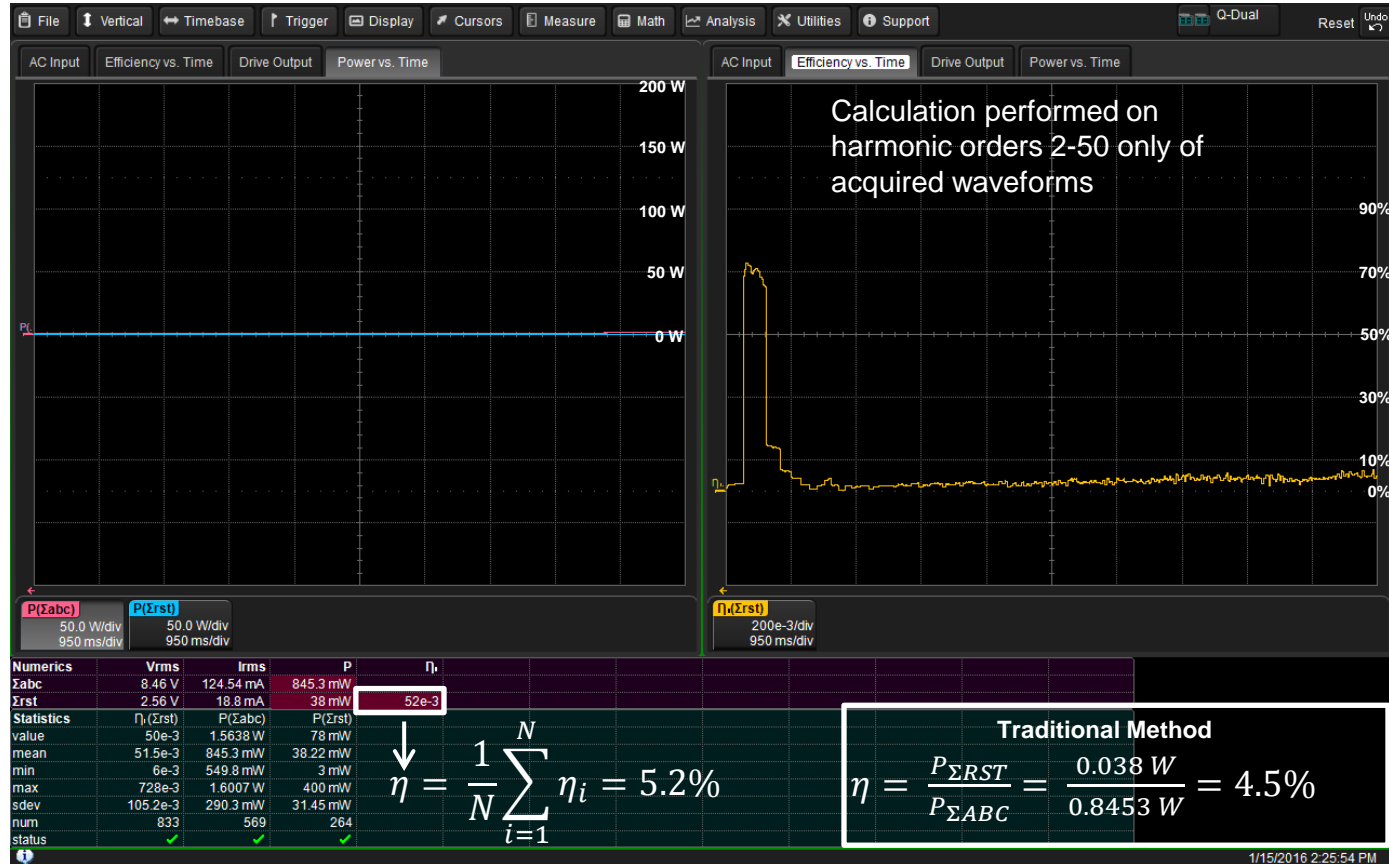 File Vertical Timebase Trigger Display Cursors Measure Math Analysis Utilities Support Q-Dual Reset Undo
AC Input Efficiency vs. Time Drive Output Power vs. Time
200 W
150 W
100 W
50 W
0 W
P(.
AC Input Efficiency vs. Time Drive Output Power vs. Time
Calculation performed on
harmonic orders 2-50 only of
acquired waveforms
90%
70%
50%
30%
10%
0%
η.
P(Σabc)
50.0 W/div
950 ms/div
P(Σrst)
50.0 W/div
950 ms/div
η(Σrst)
200e-3/div
950 ms/div
Numerics Vrms Irms P η
Σabc 8.46 V 124.54 mA 845.3 mW
Σrst 2.56 V 18.8 mA 38 mW 52e-3
Statistics η(Σrst) P(Σabc) P(Σrst)
value 50e-3 1.5638 W 78 mW
mean 51.5e-3 845.3 mW 38.22 mW
min 6e-3 549.8 mW 3 mW
max 728e-3 1.6007 W 400 mW
sdev 105.2e-3 290.3 mW 31.45 mW
num 833 569 264
status ✓ ✓ ✓
η = 1/N ∑_{i=1}^{N} η_i = 5.2%
Traditional Method
η = P_{ΣRST}/P_{ΣABC} = 0.038 W/0.8453 W = 4.5%
1/15/2016 2:25:54 PM